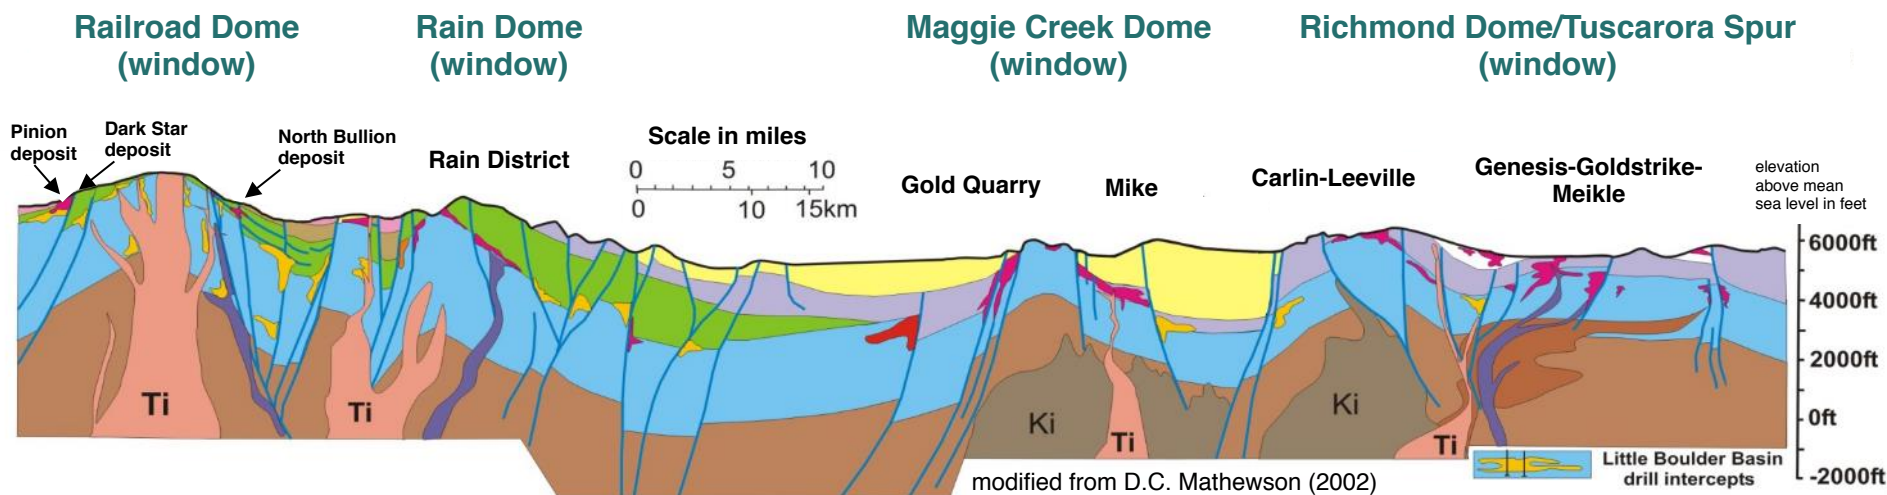 Railroad Dome
(window)
Rain Dome
(window)
Maggie Creek Dome
(window)
Richmond Dome/Tuscarora Spur
(window)
Pinion
deposit
Dark Star
deposit
North Bullion
deposit
Rain District
Scale in miles
0 5 10
0 10 15km
Gold Quarry
Mike
Carlin-Leeville
Genesis-Goldstrike-
Meikle
elevation
above mean
sea level in feet
6000ft
4000ft
2000ft
0ft
-2000ft
Ti
Ti
Ki
Ti
Ki
Ti
Little Boulder Basin
drill intercepts
modified from D.C. Mathewson (2002)